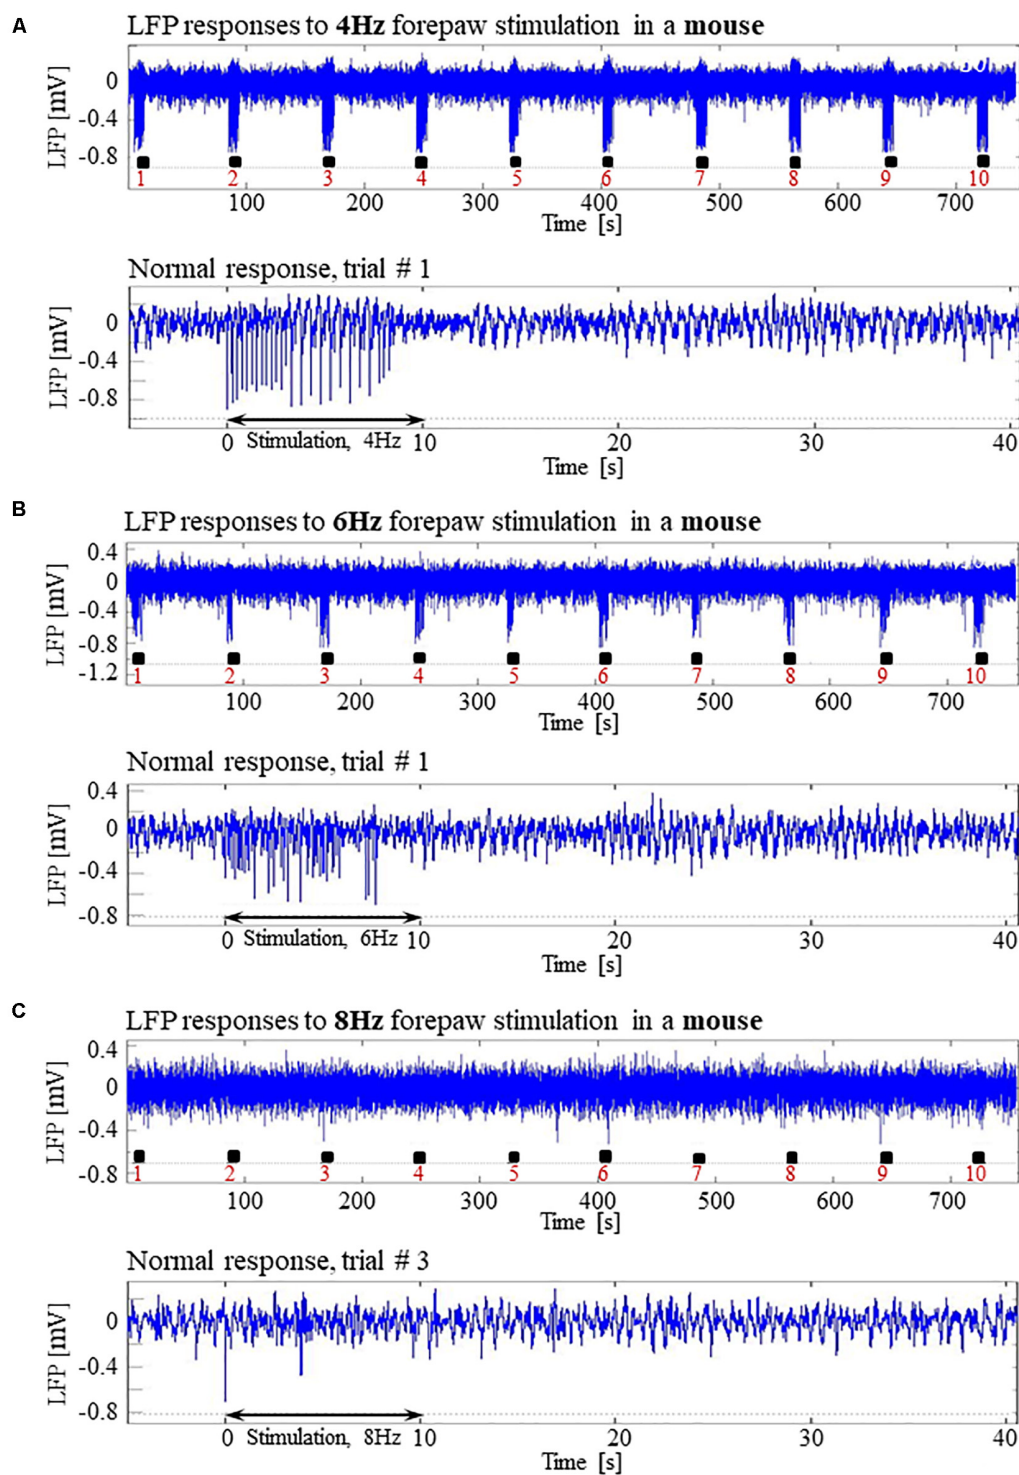 A
LFP responses to 4Hz forepaw stimulation in a mouse
LFP [mV]
0
-0.4
-0.8
1 2 3 4 5 6 7 8 9 10
100 200 300 400 500 600 700
Time [s]
Normal response, trial # 1
LFP [mV]
0
-0.4
-0.8
Stimulation, 4Hz
0 10 20 30 40
Time [s]
B
LFP responses to 6Hz forepaw stimulation in a mouse
LFP [mV]
0.4
0
-0.4
-0.8
-1.2
1 2 3 4 5 6 7 8 9 10
100 200 300 400 500 600 700
Time [s]
Normal response, trial # 1
LFP [mV]
0.4
0
-0.4
-0.8
0 Stimulation, 6Hz 10 20 30 40
Time [s]
C
LFP responses to 8Hz forepaw stimulation in a mouse
LFP [mV]
0.4
0
-0.4
-0.8
1 2 3 4 5 6 7 8 9 10
100 200 300 400 500 600 700
Time [s]
Normal response, trial # 3
LFP [mV]
0
-0.4
-0.8
0 Stimulation, 8Hz 10 20 30 40
Time [s]